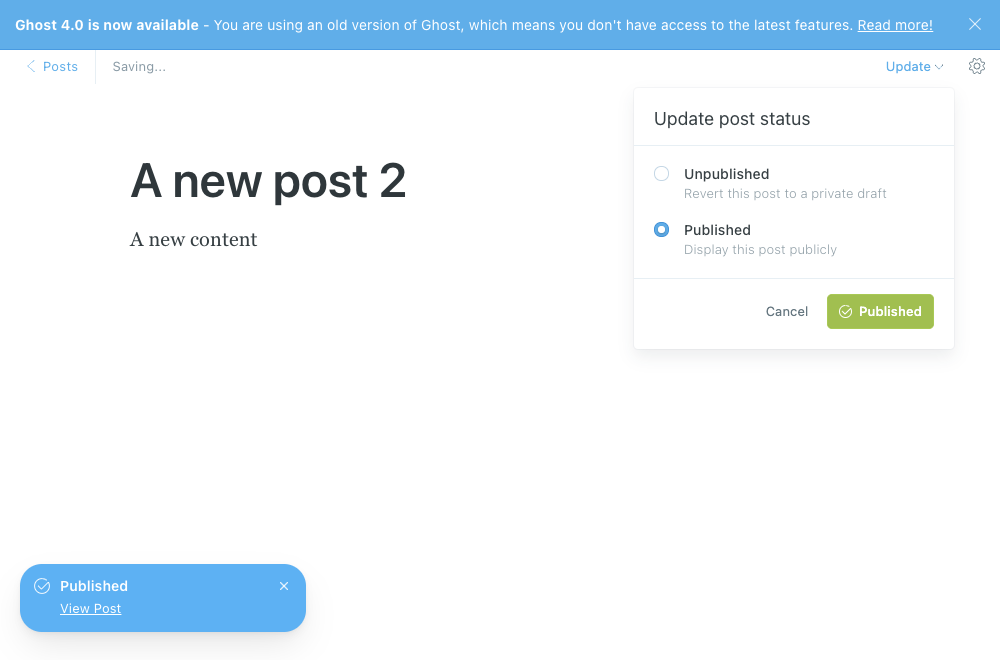 Ghost 4.0 is now available - You are using an old version of Ghost, which means you don't have access to the latest features. Read more!
Posts
Saving...
Update
Update post status
A new post 2
Unpublished
Revert this post to a private draft
Published
Display this post publicly
A new content
Cancel
Published
Published
View Post